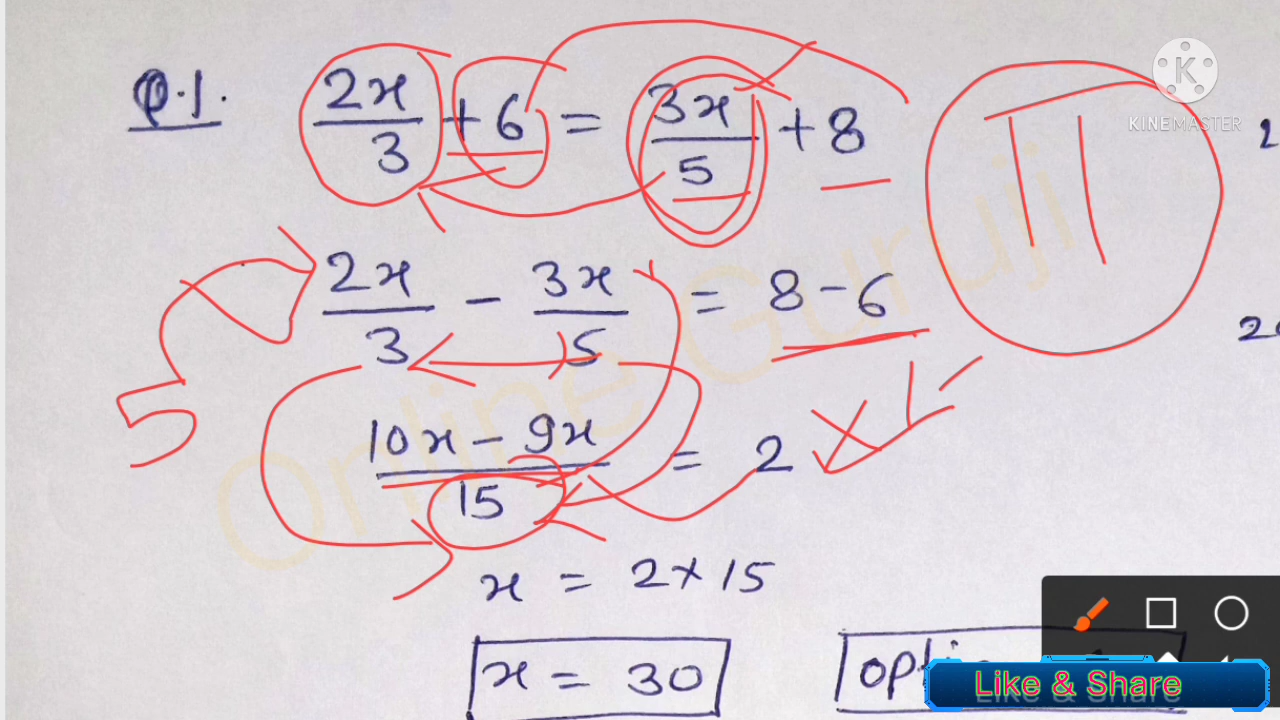 Q.1. 2x/3 + 6 = 3x/5 + 8
2x/3 - 3x/5 = 8 - 6
5
10x - 9x/15 = 2
x = 2 × 15
x = 30
KINEMASTER
Online Guruji
Like & Share